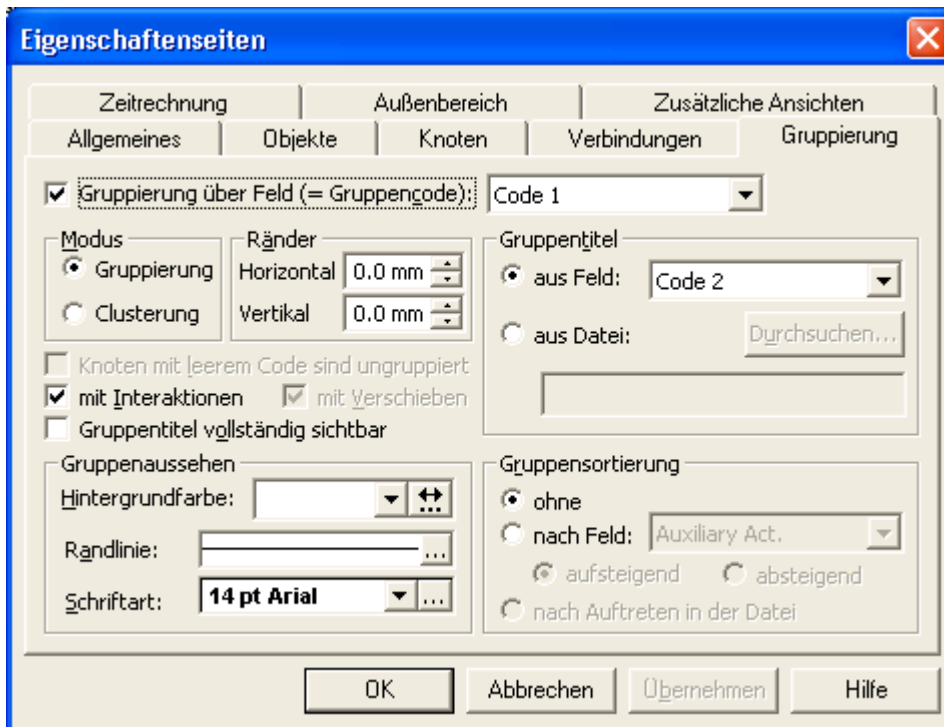 Eigenschaftenseiten
Zeitrechnung Außenbereich Zusätzliche Ansichten
Allgemeines Objekte Knoten Verbindungen Gruppierung
Gruppierung über Feld (= Gruppencode): Code 1
Modus
Gruppierung
Clusterung
Ränder
Horizontal 0.0 mm
Vertikal 0.0 mm
Gruppentitel
aus Feld: Code 2
aus Datei: Durchsuchen...
Knoten mit leerem Code sind ungruppiert
mit Interaktionen mit Verschieben
Gruppentitel vollständig sichtbar
Gruppenaussehen
Hintergrundfarbe:
Randlinie: ...
Schriftart: 14 pt Arial ...
Gruppensortierung
ohne
nach Feld: Auxiliary Act.
aufsteigend absteigend
nach Auftreten in der Datei
OK Abbrechen Übernehmen Hilfe